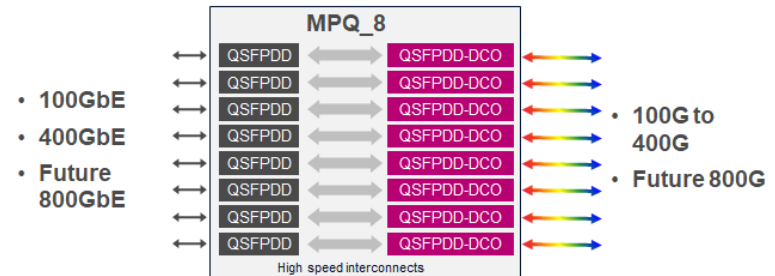 MPQ_8
QSFPDD QSFPDD-DCO
QSFPDD QSFPDD-DCO
QSFPDD QSFPDD-DCO
QSFPDD QSFPDD-DCO
QSFPDD QSFPDD-DCO
QSFPDD QSFPDD-DCO
QSFPDD QSFPDD-DCO
QSFPDD QSFPDD-DCO
High speed interconnects
• 100GbE
• 400GbE
• Future
800GbE
• 100G to
400G
• Future 800G